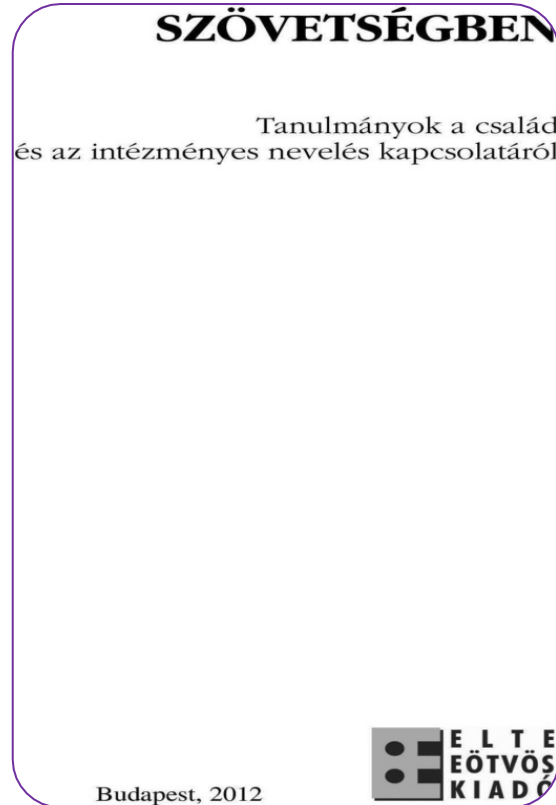 SZÖVETSÉGBEN
Tanulmányok a család
és az intézményes nevelés kapcsolatáról
Budapest, 2012
E L T E
EÖTVÖS
KIADÓ